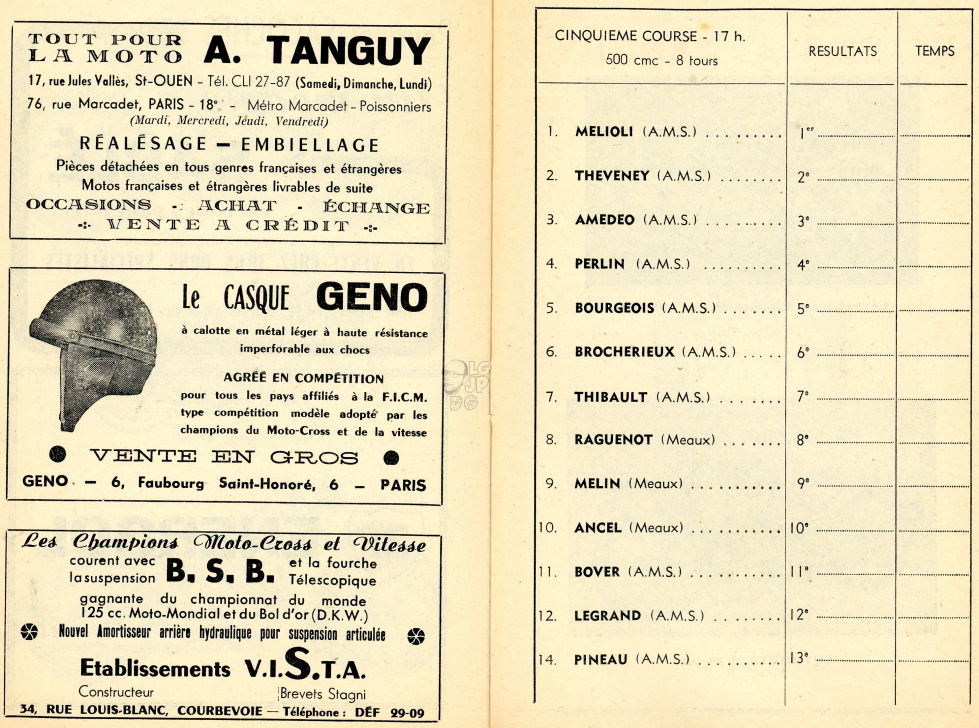 TOUT POUR
LA MOTO A. TANGUY
17, rue Jules Vallès, St-OUEN - Tél. CLI 27-87 (Samedi, Dimanche, Lundi)
76, rue Marcadet, PARIS - 18e. - Métro Marcadet - Poissonniers
(Mardi, Mercredi, Jeudi, Vendredi)
RÉALÉSAGE - EMBIELLAGE
Pièces détachées en tous genres françaises et étrangères
Motos françaises et étrangères livrables de suite
OCCASIONS -:- ACHAT - ÉCHANGE
-:- VENTE A CRÉDIT -:-
Le CASQUE GENO
à calotte en métal léger à haute résistance
imperforable aux chocs
AGRÉÉ EN COMPÉTITION
pour tous les pays affiliés à la F.I.C.M.
type compétition modèle adopté par les
champions du Moto-Cross et de la vitesse
● VENTE EN GROS ●
GENO - 6, Faubourg Saint-Honoré, 6 - PARIS
Les Champions Moto-Cross et Vitesse
courent avec
la suspension B. S. B. et la fourche
Télescopique
gagnante du championnat du monde
125 cc. Moto-Mondial et du Bol d'or (D.K.W.)
Nouvel Amortisseur arrière hydraulique pour suspension articulée
Etablissements V.I.S.T.A.
Constructeur Brevets Stagni
34, RUE LOUIS-BLANC, COURBEVOIE - Téléphone : DÉF 29-09
CINQUIEME COURSE - 17 h.
500 cmc - 8 tours
RESULTATS TEMPS
1. MELIOLI (A.M.S.) ......... 1er
2. THEVENEY (A.M.S.) ....... 2e
3. AMEDEO (A.M.S.) ........ 3e
4. PERLIN (A.M.S.) ......... 4e
5. BOURGEOIS (A.M.S.) ...... 5e
6. BROCHERIEUX (A.M.S.) .... 6e
7. THIBAULT (A.M.S.) ....... 7e
8. RAGUENOT (Meaux) ....... 8e
9. MELIN (Meaux) ........... 9e
10. ANCEL (Meaux) .......... 10e
11. BOVER (A.M.S.) .......... 11e
12. LEGRAND (A.M.S.) ........ 12e
14. PINEAU (A.M.S.) ......... 13e
LG
JP